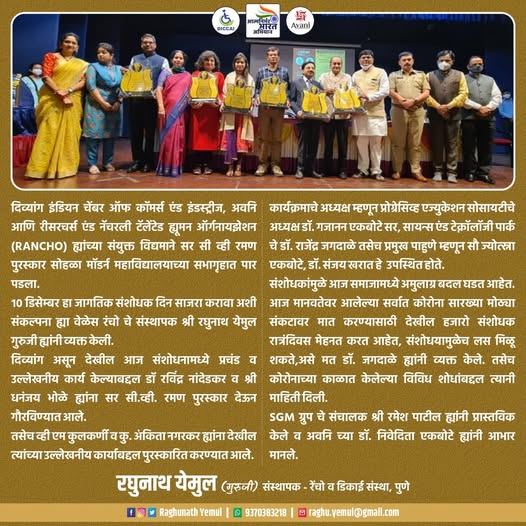 DICCAI
आत्मनिर्भर
भारत
अभियान
Avani
दिव्यांग इंडियन चेंबर ऑफ कॉमर्स एंड इंडस्ट्रीज, अवनि
आणि रीसरचर्स एंड नॅचरली टॅलेंटेड ह्यूमन ऑर्गनायझेशन
(RANCHO) ह्यांच्या संयुक्त विद्यमाने सर सी व्ही रमण
पुरस्कार सोहळा मॉडर्न महाविद्यालयाच्या सभागृहात पार
पडला.
10 डिसेम्बर हा जागतिक संशोधक दिन साजरा करावा अशी
संकल्पना ह्या वेळेस रंचो चे संस्थापक श्री रघुनाथ येमुल
गुरुजी ह्यांनी व्यक्त केली.
दिव्यांग असून देखील आज संशोधनामध्ये प्रचंड व
उल्लेखनीय कार्य केल्याबद्दल डॉ रविंद्र नांदेडकर व श्री
धनंजय भोळे ह्यांना सर सी.व्ही. रमण पुरस्कार देऊन
गौरविण्यात आले.
तसेच व्ही एम कुलकर्णी व कु. अंकिता नगरकर ह्यांना देखील
त्यांच्या उल्लेखनीय कार्याबद्दल पुरस्कारित करण्यात आले.
कार्यक्रमाचे अध्यक्ष म्हणून प्रोग्रेसिव्ह एज्युकेशन सोसायटीचे
अध्यक्ष डॉ. गजानन एकबोटे सर, सायन्स एंड टेक्नॉलॉजी पार्क
चे डॉ. राजेंद्र जगदाळे तसेच प्रमुख पाहुणे म्हणून सौ ज्योत्स्ना
एकबोटे, डॉ. संजय खरात हे उपस्थित होते.
संशोधकांमुळे आज समाजामध्ये अमुलाग्र बदल घडत आहेत.
आज मानवतेवर आलेल्या सर्वात कोरोना सारख्या मोठ्या
संकटावर मात करण्यासाठी देखील हजारो संशोधक
रात्रंदिवस मेहनत करत आहेत, संशोधयामुळेच लस मिळू
शकते,असे मत डॉ. जगदाळे ह्यांनी व्यक्त केले. तसेच
कोरोनाच्या काळात केलेल्या विविध शोधांबद्दल त्यानी
माहिती दिली.
SGM ग्रुप चे संचालक श्री रमेश पाटील ह्यांनी प्रास्तविक
केले व अवनि च्या डॉ. निवेदिता एकबोटे ह्यांनी आभार
मानले.
रघुनाथ येमुल (गुरुजी) संस्थापक - रेंचो व डिकाई संस्था, पुणे
Raghunath Yemul | 9370383218 | raghu.yemul@gmail.com